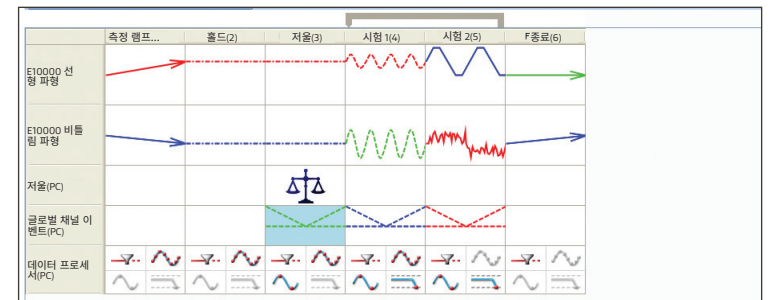 측정 램프...
홀드(2)
저울(3)
시험 1(4)
시험 2(5)
F종료(6)
E10000 선
형 파형
E10000 비틀
림 파형
저울(PC)
글로벌 채널 이
벤트(PC)
데이터 프로세
서(PC)